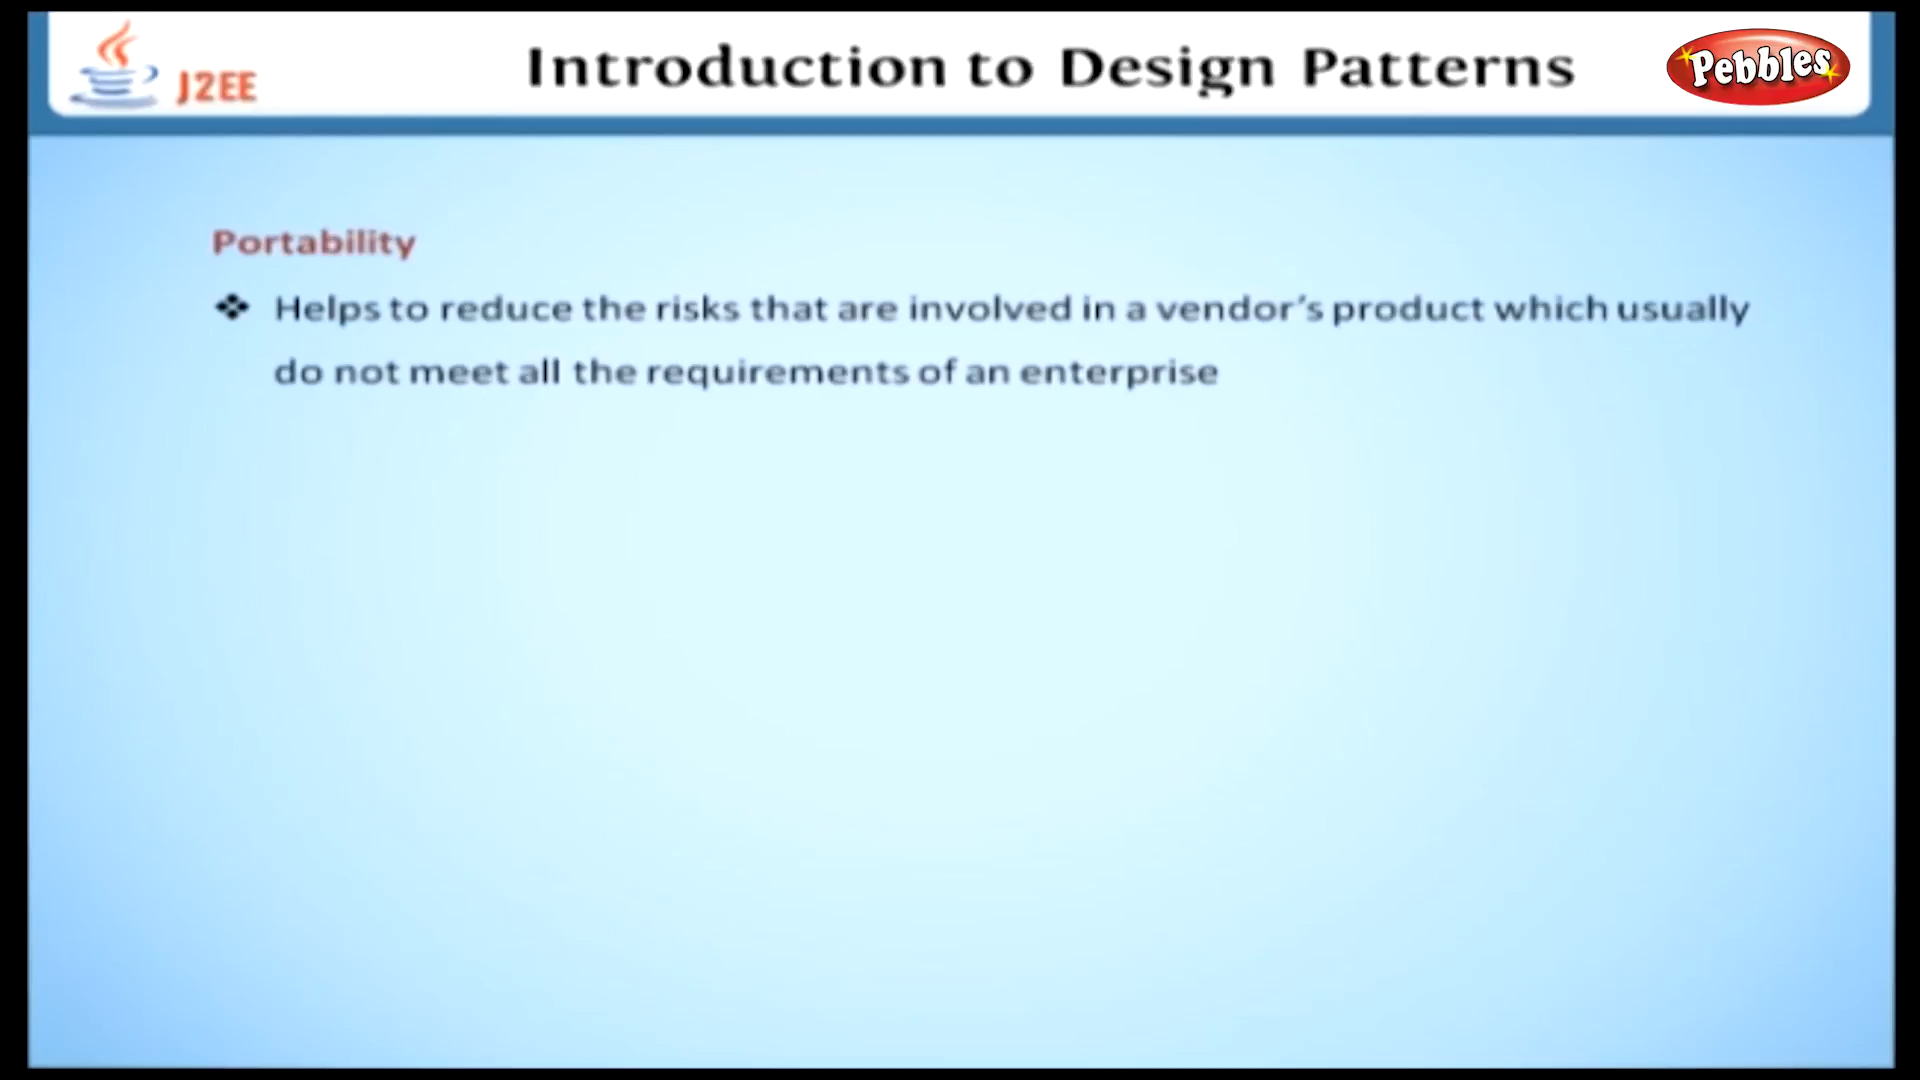 J2EE
Introduction to Design Patterns
Pebbles
Portability
❖ Helps to reduce the risks that are involved in a vendor’s product which usually
do not meet all the requirements of an enterprise